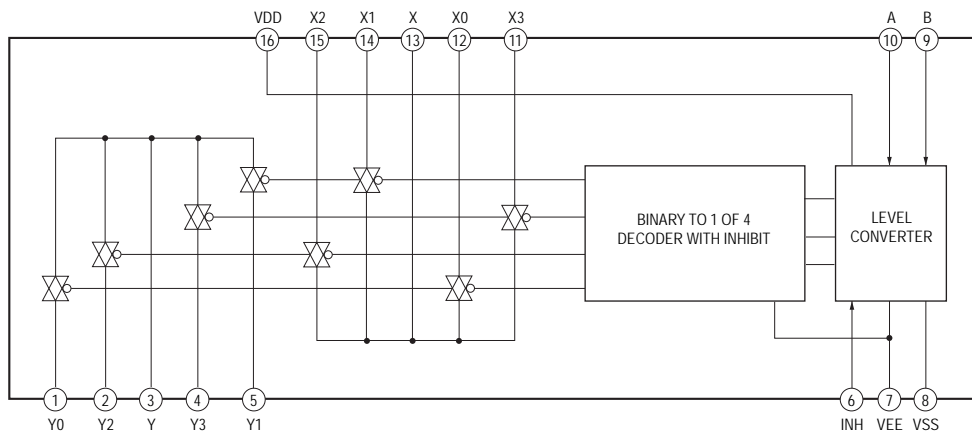 VDD X2 X1 X X0 X3 A B
16 15 14 13 12 11 10 9
BINARY TO 1 OF 4
DECODER WITH INHIBIT
LEVEL
CONVERTER
1 2 3 4 5 6 7 8
Y0 Y2 Y Y3 Y1 INH VEE VSS